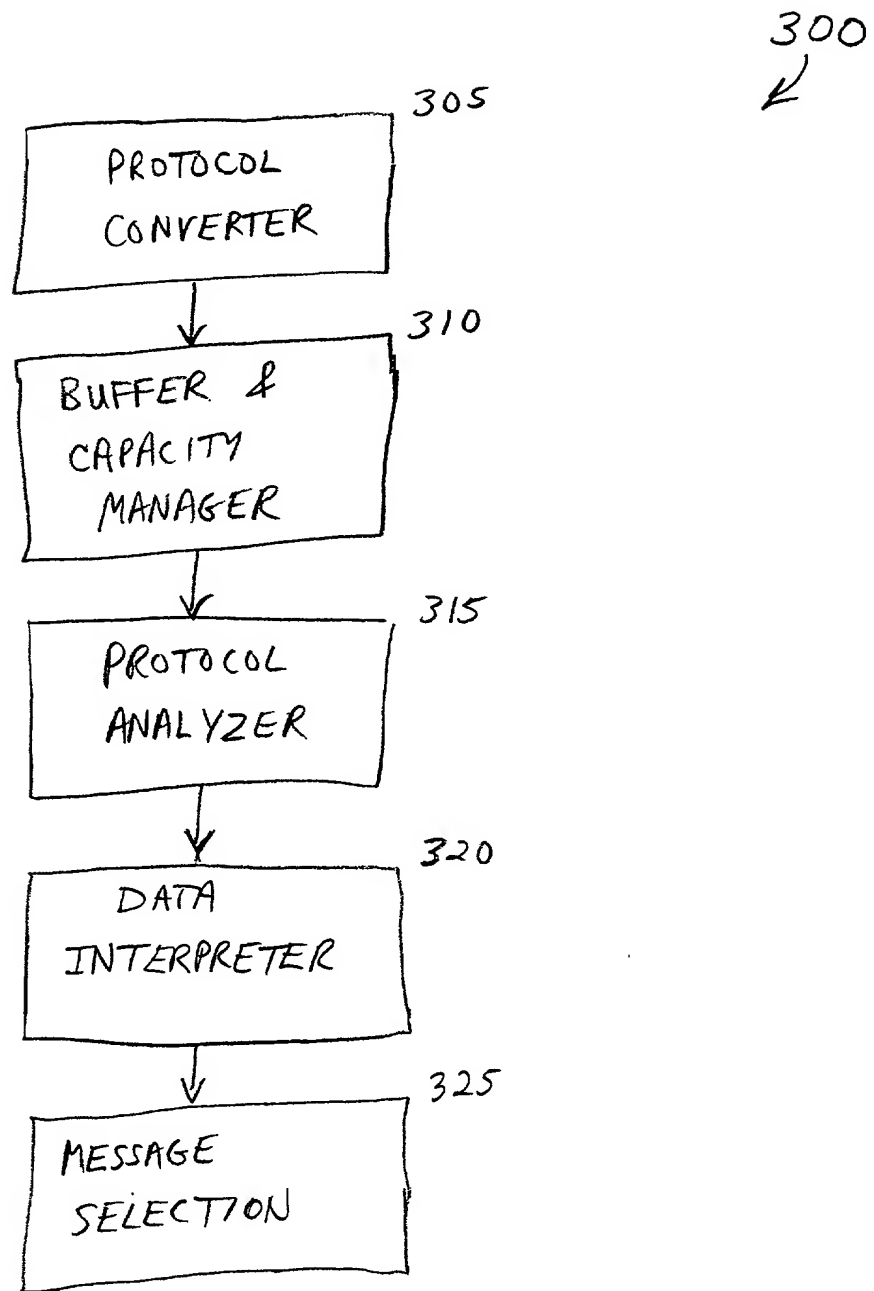 300
305
PROTOCOL
CONVERTER
310
BUFFER &
CAPACITY
MANAGER
315
PROTOCOL
ANALYZER
320
DATA
INTERPRETER
325
MESSAGE
SELECTION